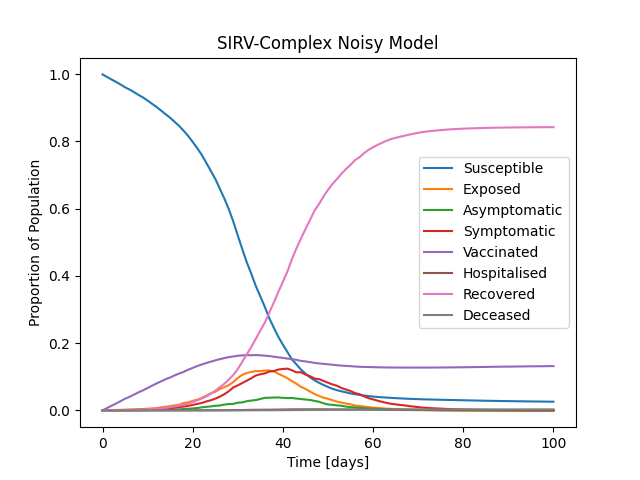 SIRV-Complex Noisy Model
Proportion of Population
1.0
0.8
0.6
0.4
0.2
0.0
Susceptible
Exposed
Asymptomatic
Symptomatic
Vaccinated
Hospitalised
Recovered
Deceased
0 20 40 60 80 100
Time [days]